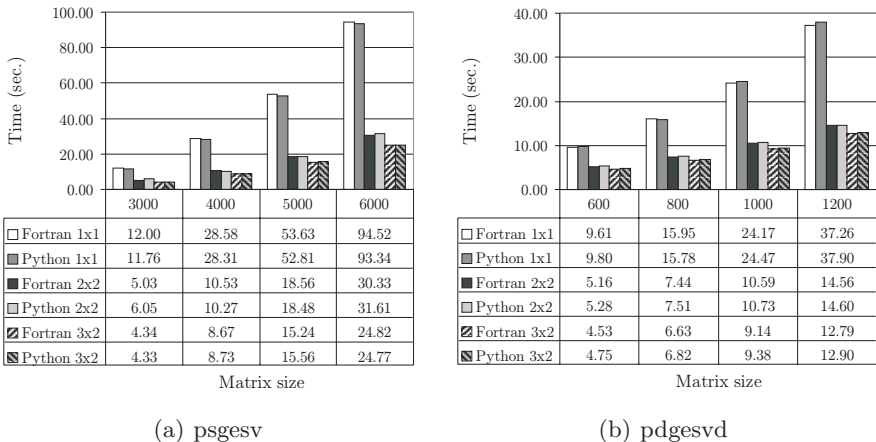 100.00
80.00
60.00
40.00
20.00
0.00
Time (sec.)
3000 4000 5000 6000
Fortran 1x1 12.00 28.58 53.63 94.52
Python 1x1 11.76 28.31 52.81 93.34
Fortran 2x2 5.03 10.53 18.56 30.33
Python 2x2 6.05 10.27 18.48 31.61
Fortran 3x2 4.34 8.67 15.24 24.82
Python 3x2 4.33 8.73 15.56 24.77
Matrix size
(a) psgesv
40.00
30.00
20.00
10.00
0.00
Time (sec.)
600 800 1000 1200
Fortran 1x1 9.61 15.95 24.17 37.26
Python 1x1 9.80 15.78 24.47 37.90
Fortran 2x2 5.16 7.44 10.59 14.56
Python 2x2 5.28 7.51 10.73 14.60
Fortran 3x2 4.53 6.63 9.14 12.79
Python 3x2 4.75 6.82 9.38 12.90
Matrix size
(b) pdgesvd